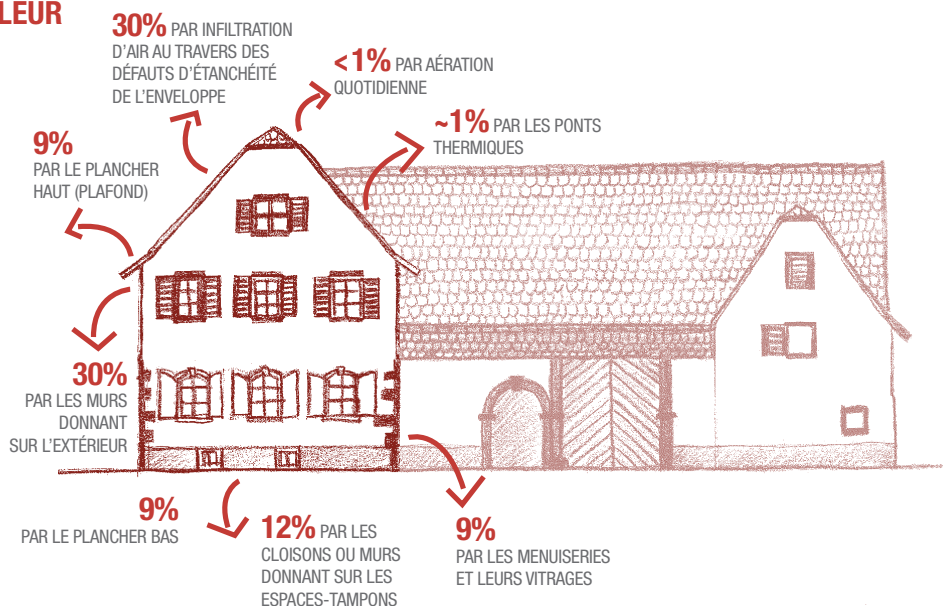 LEUR
30% PAR INFILTRATION
D'AIR AU TRAVERS DES
DÉFAUTS D'ÉTANCHÉITÉ
DE L'ENVELOPPE
<1% PAR AÉRATION
QUOTIDIENNE
~1% PAR LES PONTS
THERMIQUES
9%
PAR LE PLANCHER
HAUT (PLAFOND)
30%
PAR LES MURS
DONNANT
SUR L'EXTÉRIEUR
9%
PAR LE PLANCHER BAS
12% PAR LES
CLOISONS OU MURS
DONNANT SUR LES
ESPACES-TAMPONS
9%
PAR LES MENUISERIES
ET LEURS VITRAGES